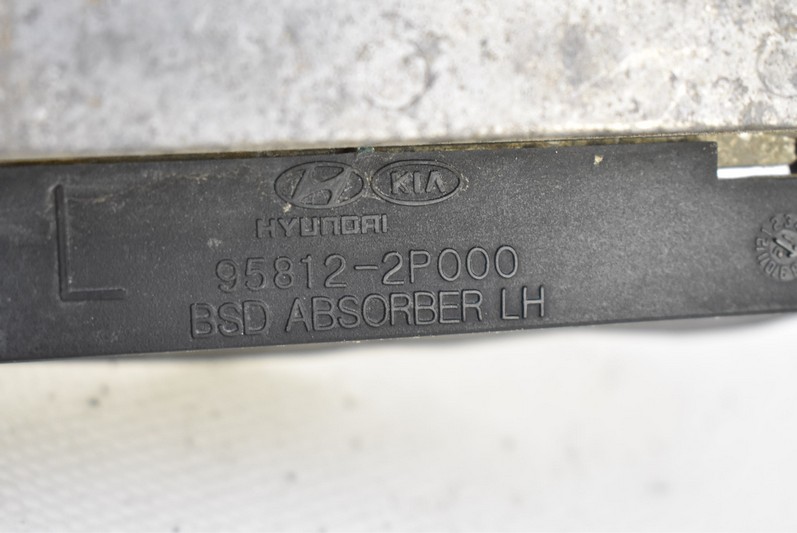 KIA
HYUNDAI
95812-2P000
BSD ABSORBER LH
L